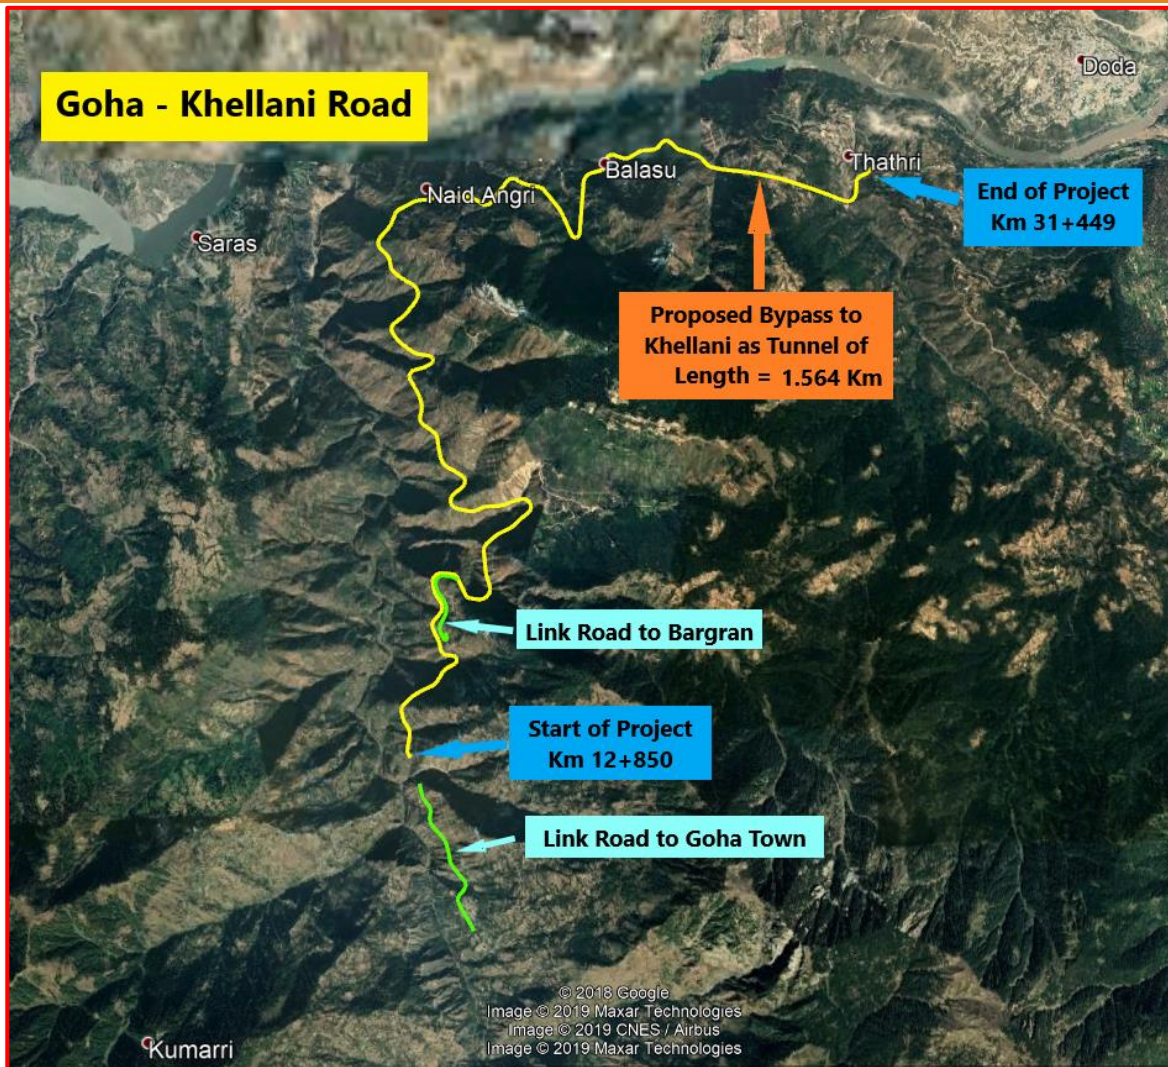 Goha - Khellani Road
Doda
Balasu
Thathri
Naid Angri
End of Project
Km 31+449
Saras
Proposed Bypass to
Khellani as Tunnel of
Length = 1.564 Km
Link Road to Bargran
Start of Project
Km 12+850
Link Road to Goha Town
© 2018 Google
Image © 2019 Maxar Technologies
Image © 2019 CNES / Airbus
Image © 2019 Maxar Technologies
Kumarri